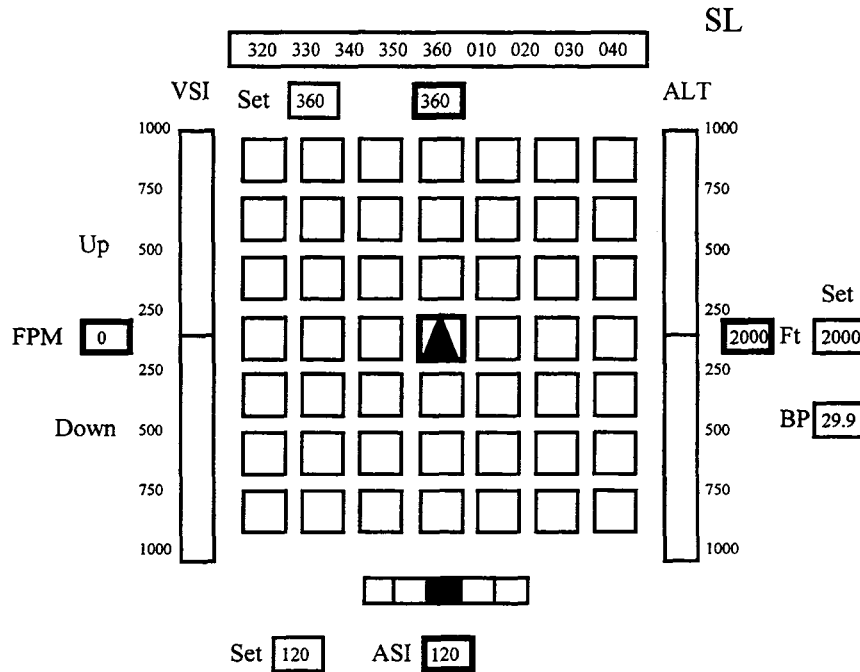 SL
320 330 340 350 360 010 020 030 040
VSI Set 360 360 ALT
1000 1000
750 750
Up
500 500
250 250 Set
FPM 0 2000 Ft 2000
250 250
Down 500 500 BP 29.9
750 750
1000 1000
Set 120 ASI 120